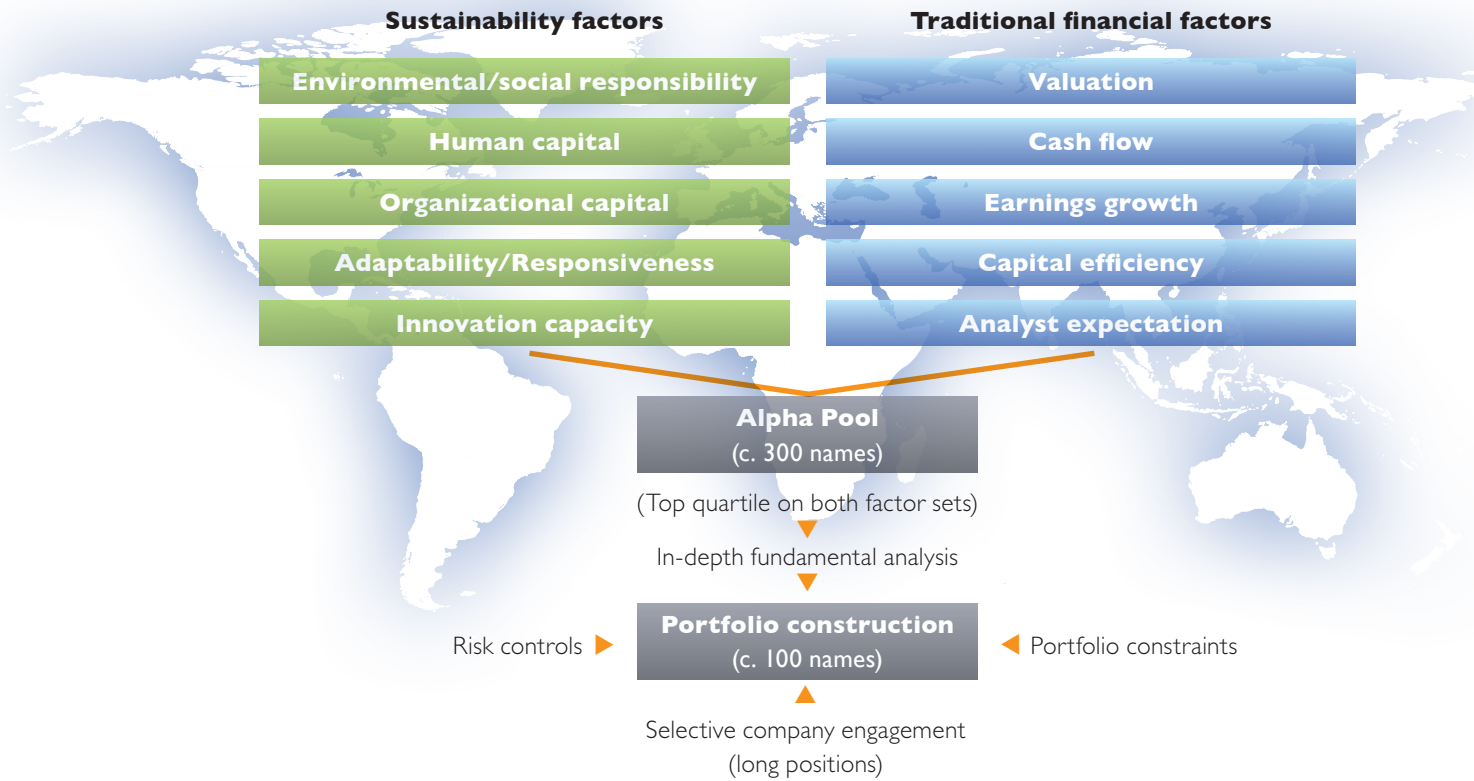 Sustainability factors
Traditional financial factors
Environmental/social responsibility
Valuation
Human capital
Cash flow
Organizational capital
Earnings growth
Adaptability/Responsiveness
Capital efficiency
Innovation capacity
Analyst expectation
Alpha Pool
(c. 300 names)
(Top quartile on both factor sets)
In-depth fundamental analysis
Portfolio construction
(c. 100 names)
Risk controls
Portfolio constraints
Selective company engagement
(long positions)